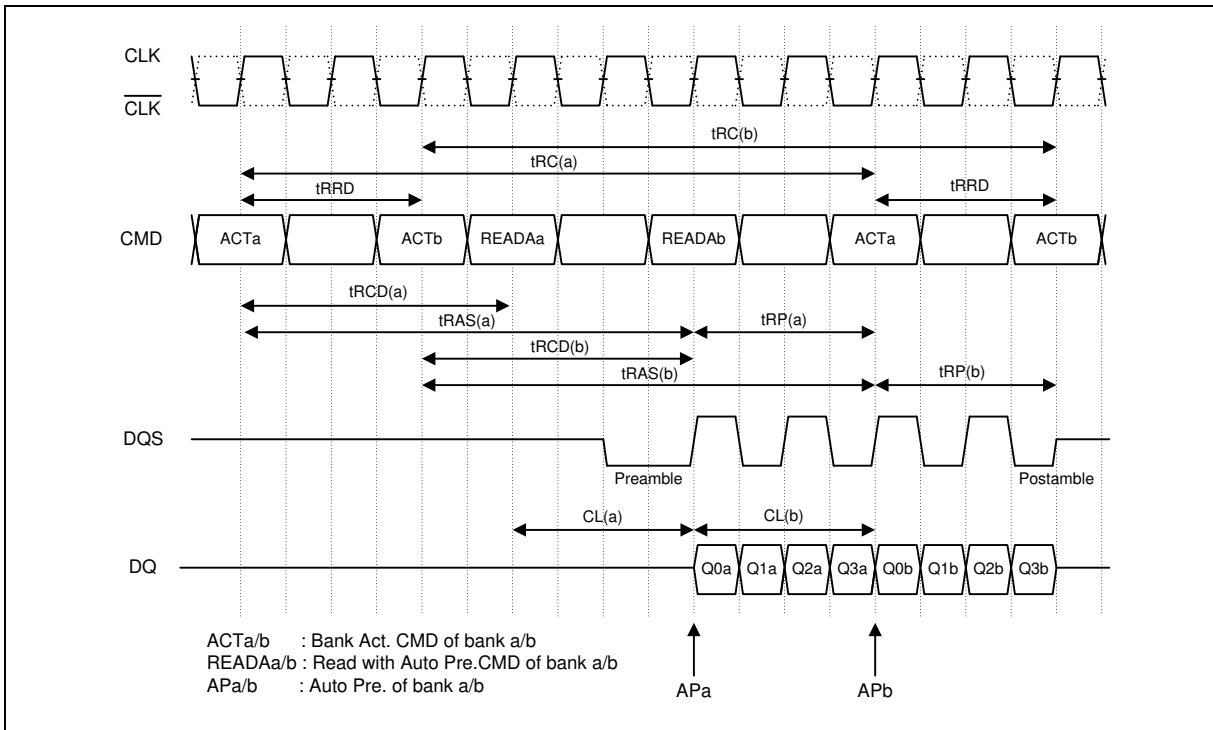 CLK
CLK
tRC(b)
tRC(a)
tRRD
tRRD
CMD
ACTa
ACTb
READAa
READAb
ACTa
ACTb
tRCD(a)
tRAS(a)
tRP(a)
tRCD(b)
tRAS(b)
tRP(b)
DQS
Preamble
Postamble
CL(a)
CL(b)
DQ
Q0a
Q1a
Q2a
Q3a
Q0b
Q1b
Q2b
Q3b
ACTa/b : Bank Act. CMD of bank a/b
READAa/b : Read with Auto Pre.CMD of bank a/b
APa/b : Auto Pre. of bank a/b
APa
APb